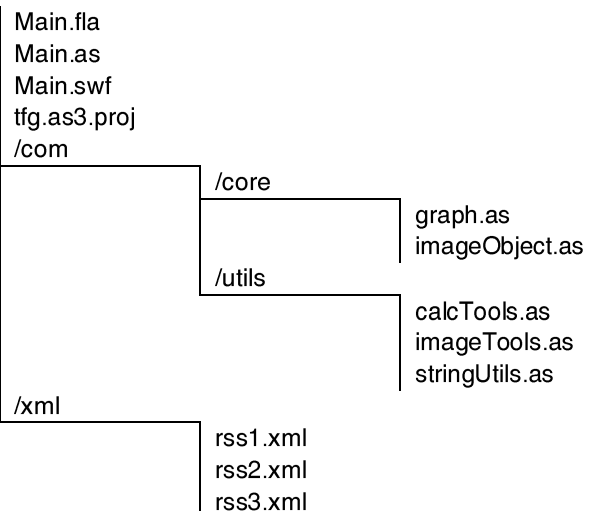 Main.fla
Main.as
Main.swf
tfg.as3.proj
/com
/core
graph.as
imageObject.as
/utils
calcTools.as
imageTools.as
stringUtils.as
/xml
rss1.xml
rss2.xml
rss3.xml